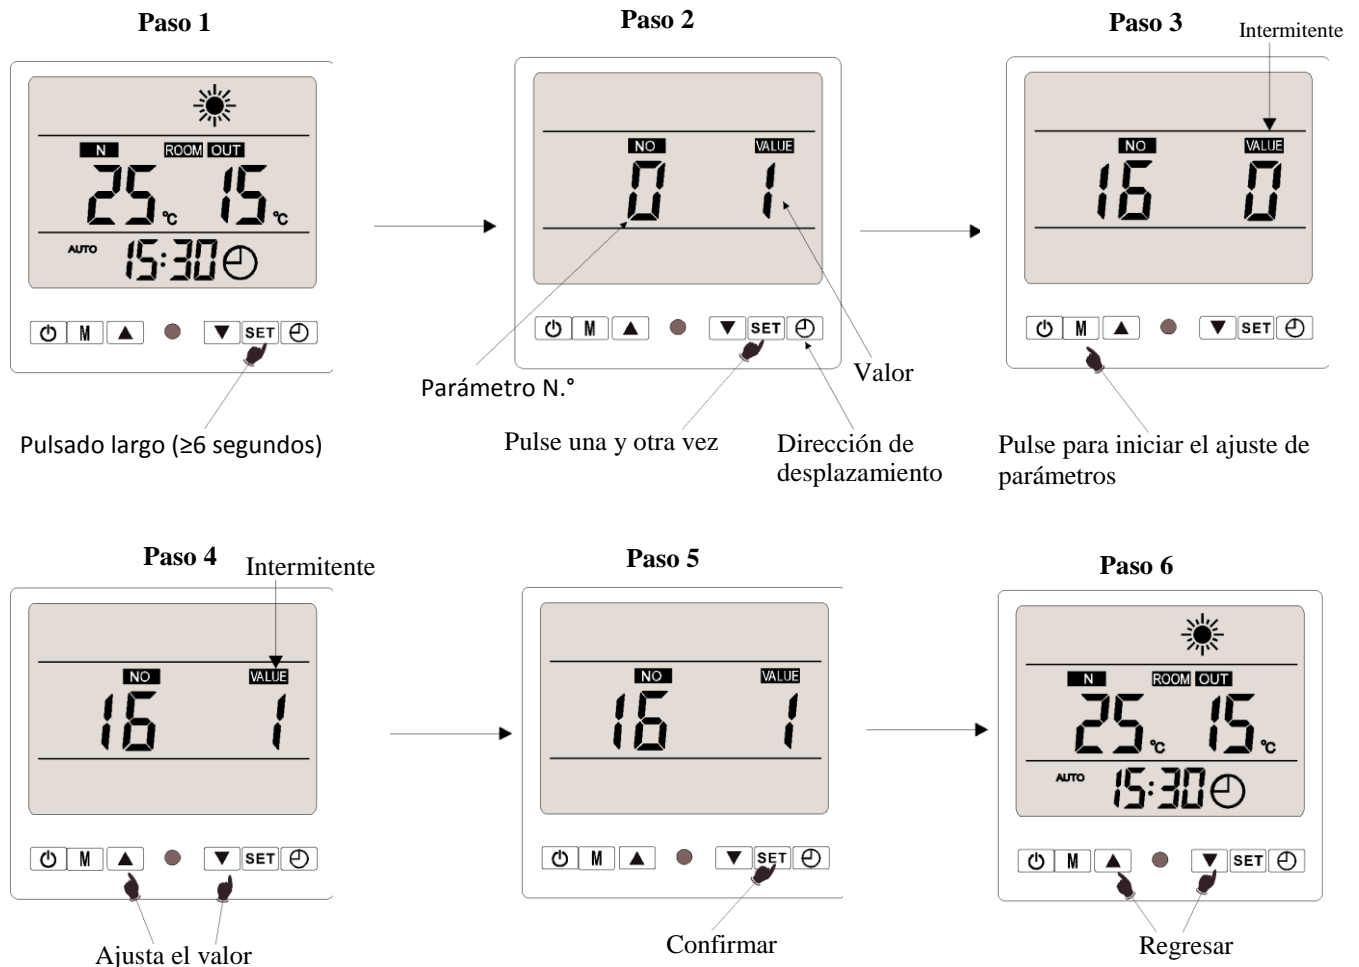 Paso 1
Paso 2
Paso 3
Intermitente
N ROOM OUT
25 °C 15 °C
AUTO 15:30
M SET
Pulsado largo (≥6 segundos)
NO VALUE
0 1
M SET
Parámetro N.°
Valor
Pulse una y otra vez
Dirección de
desplazamiento
NO VALUE
16 0
M SET
Pulse para iniciar el ajuste de
parámetros
Paso 4
Intermitente
Paso 5
Paso 6
NO VALUE
16 1
M SET
Ajusta el valor
NO VALUE
16 1
M SET
Confirmar
N ROOM OUT
25 °C 15 °C
AUTO 15:30
M SET
Regresar